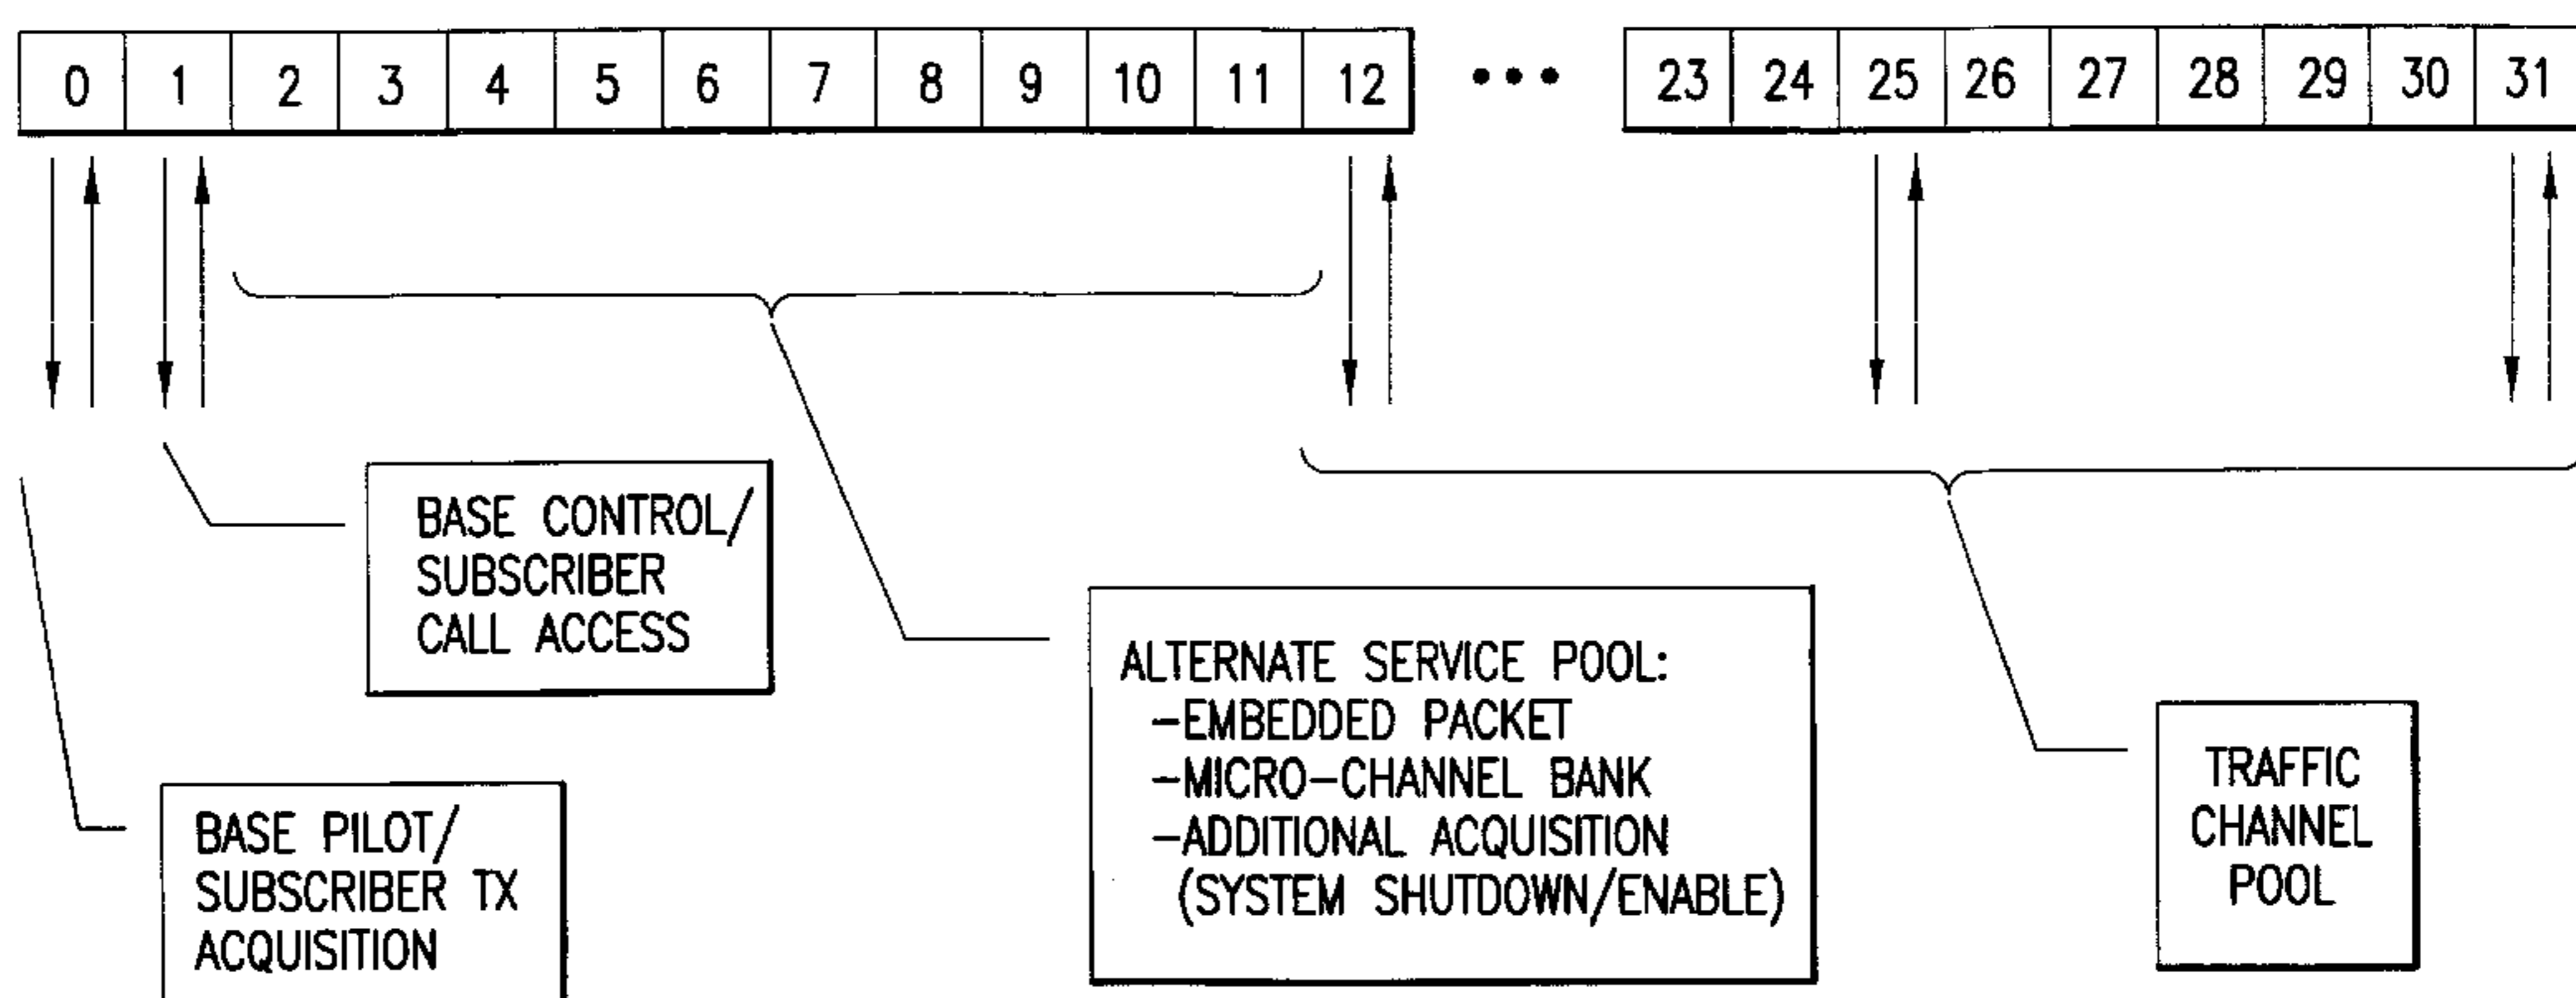 0 1 2 3 4 5 6 7 8 9 10 11 12 ••• 23 24 25 26 27 28 29 30 31
BASE CONTROL/
SUBSCRIBER
CALL ACCESS
BASE PILOT/
SUBSCRIBER TX
ACQUISITION
ALTERNATE SERVICE POOL:
-EMBEDDED PACKET
-MICRO-CHANNEL BANK
-ADDITIONAL ACQUISITION
(SYSTEM SHUTDOWN/ENABLE)
TRAFFIC
CHANNEL
POOL